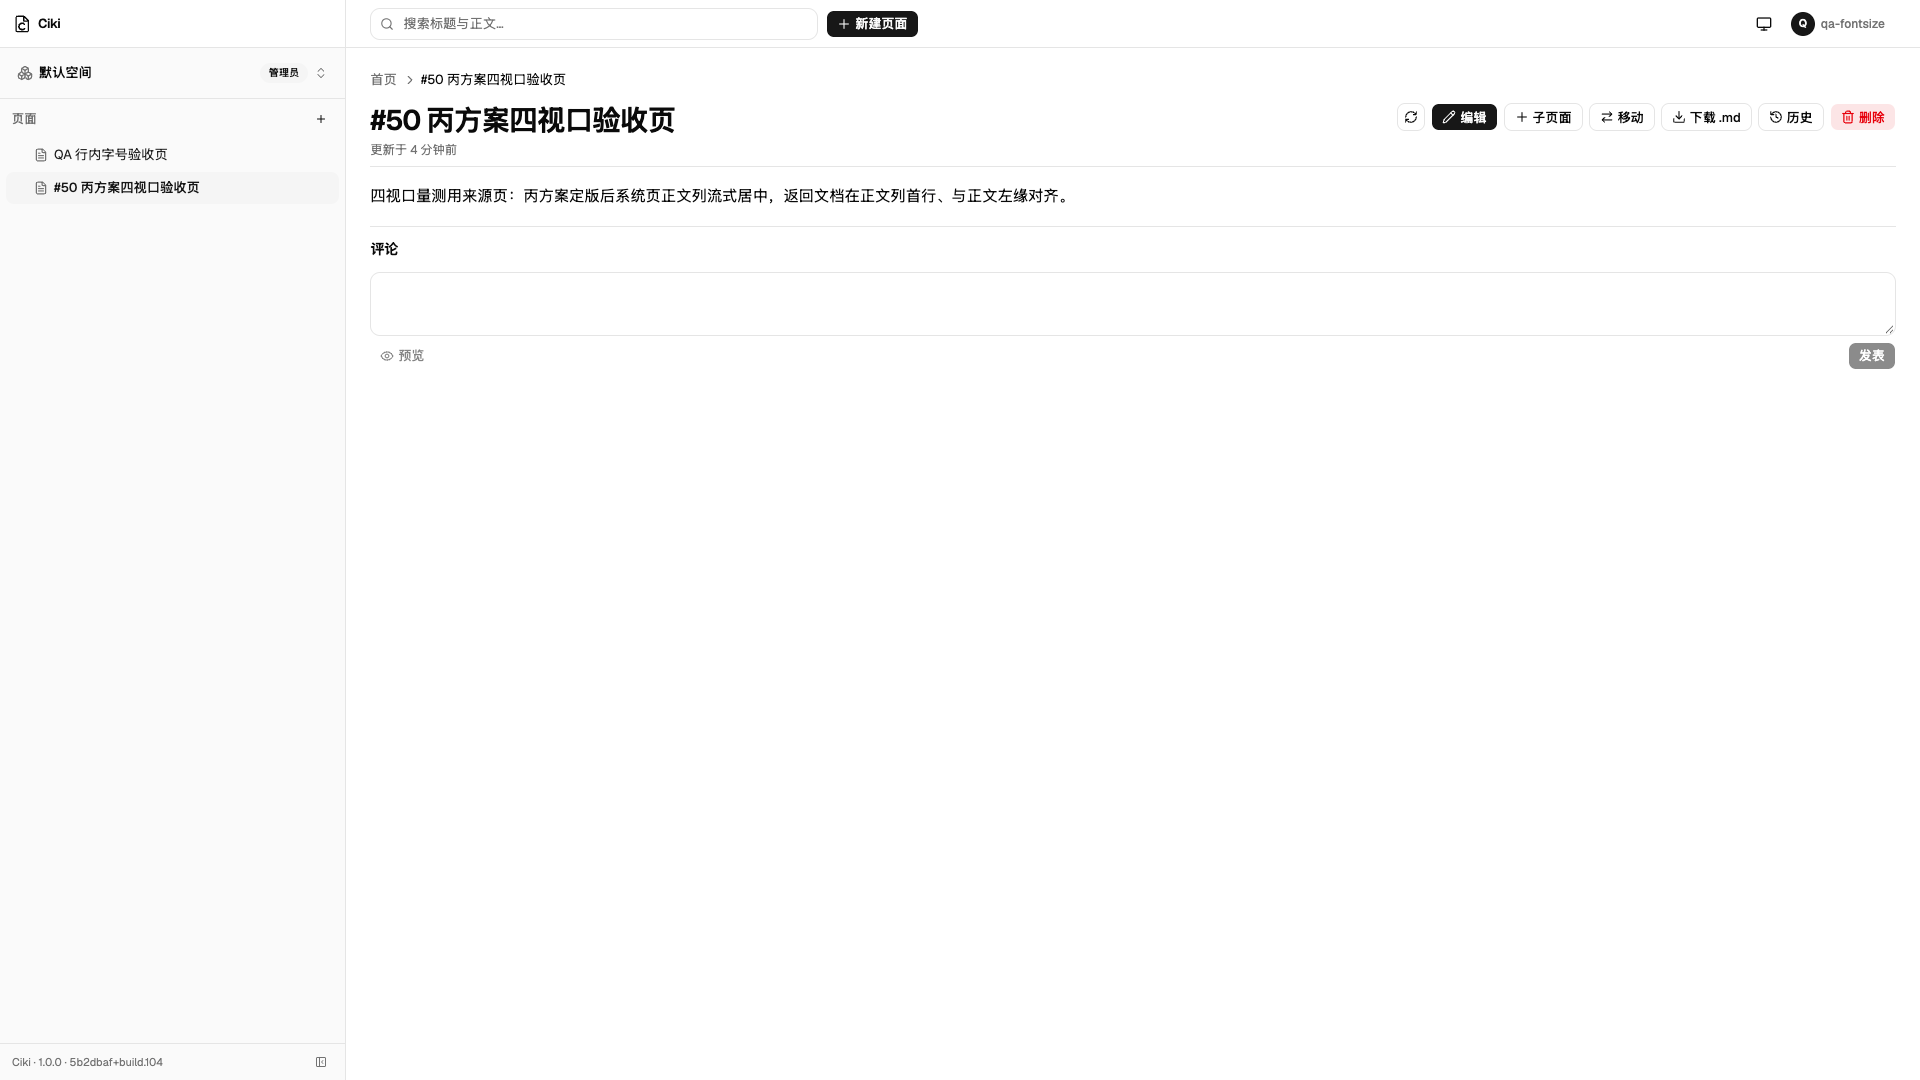 Ciki
搜索标题与正文...
新建页面
Q
qa-fontsize
默认空间
管理员
页面
QA 行内字号验收页
#50 丙方案四视口验收页
首页
#50 丙方案四视口验收页
#50 丙方案四视口验收页
编辑
子页面
移动
下载 .md
历史
删除
更新于 4 分钟前
四视口量测用来源页：丙方案定版后系统页正文列流式居中，返回文档在正文列首行、与正文左缘对齐。
评论
预览
发表
Ciki · 1.0.0 · 5b2dbaf+build.104